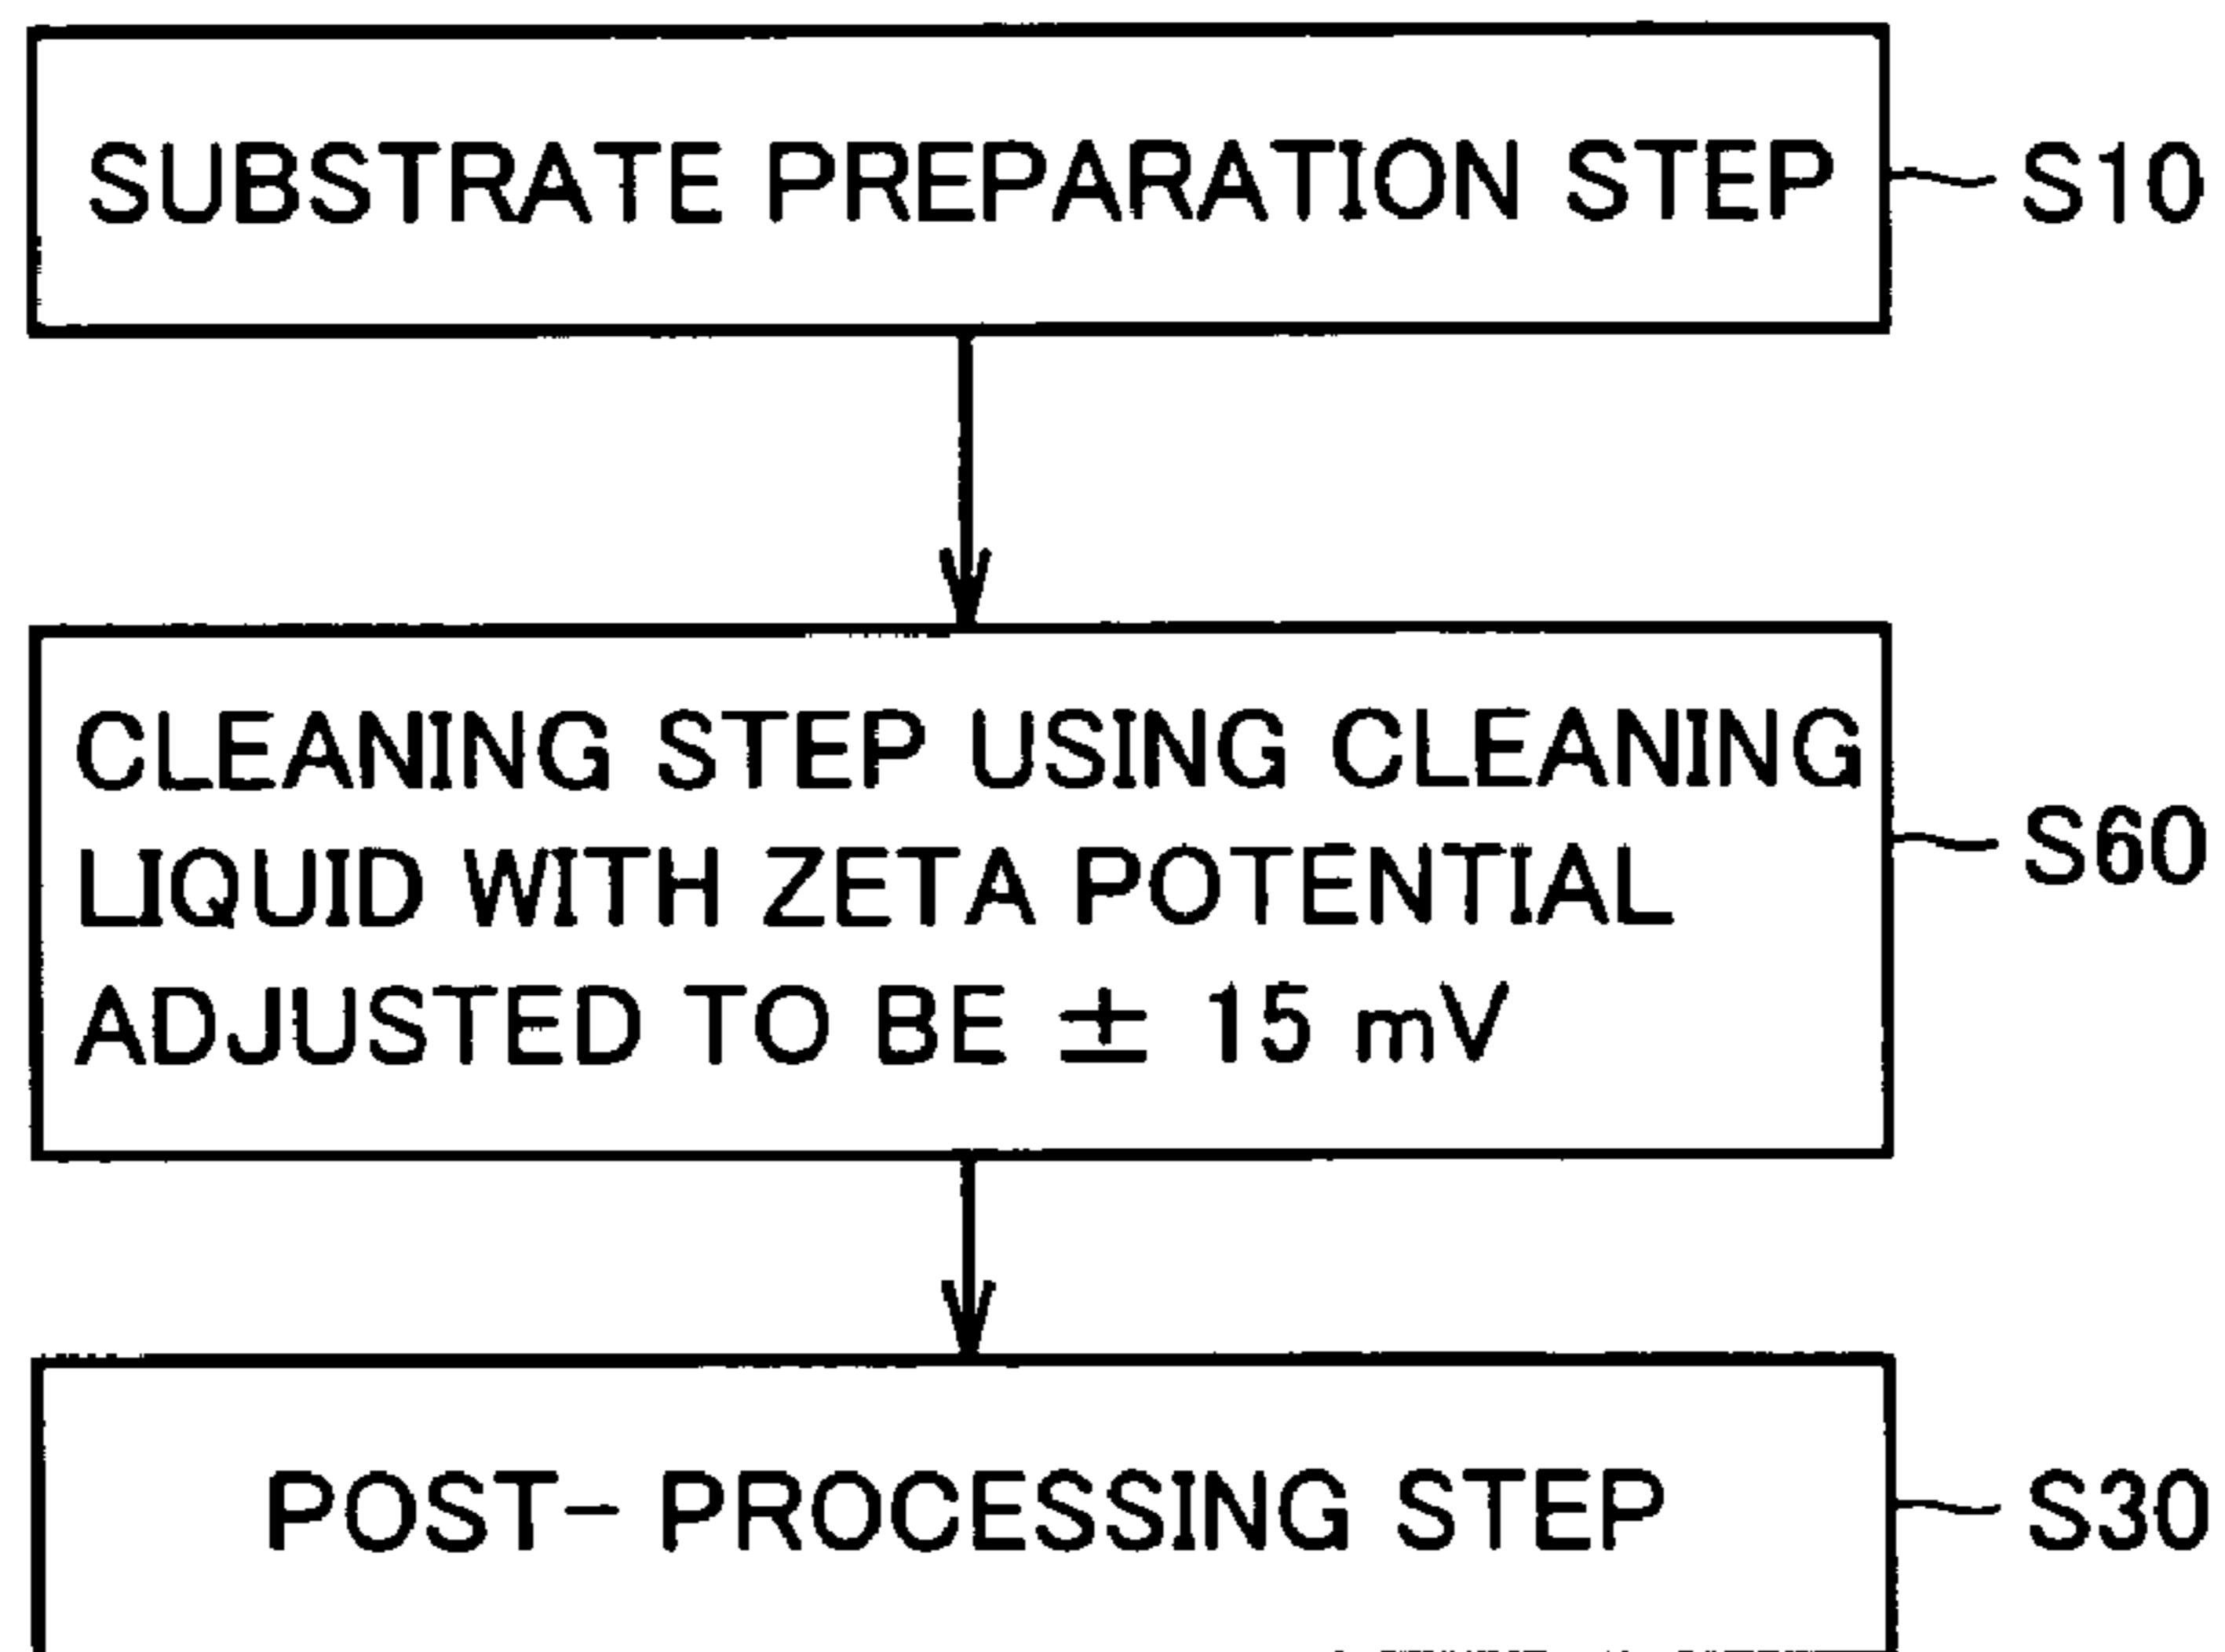 SUBSTRATE PREPARATION STEP S10
CLEANING STEP USING CLEANING
LIQUID WITH ZETA POTENTIAL S60
ADJUSTED TO BE ± 15 mV
POST- PROCESSING STEP S30